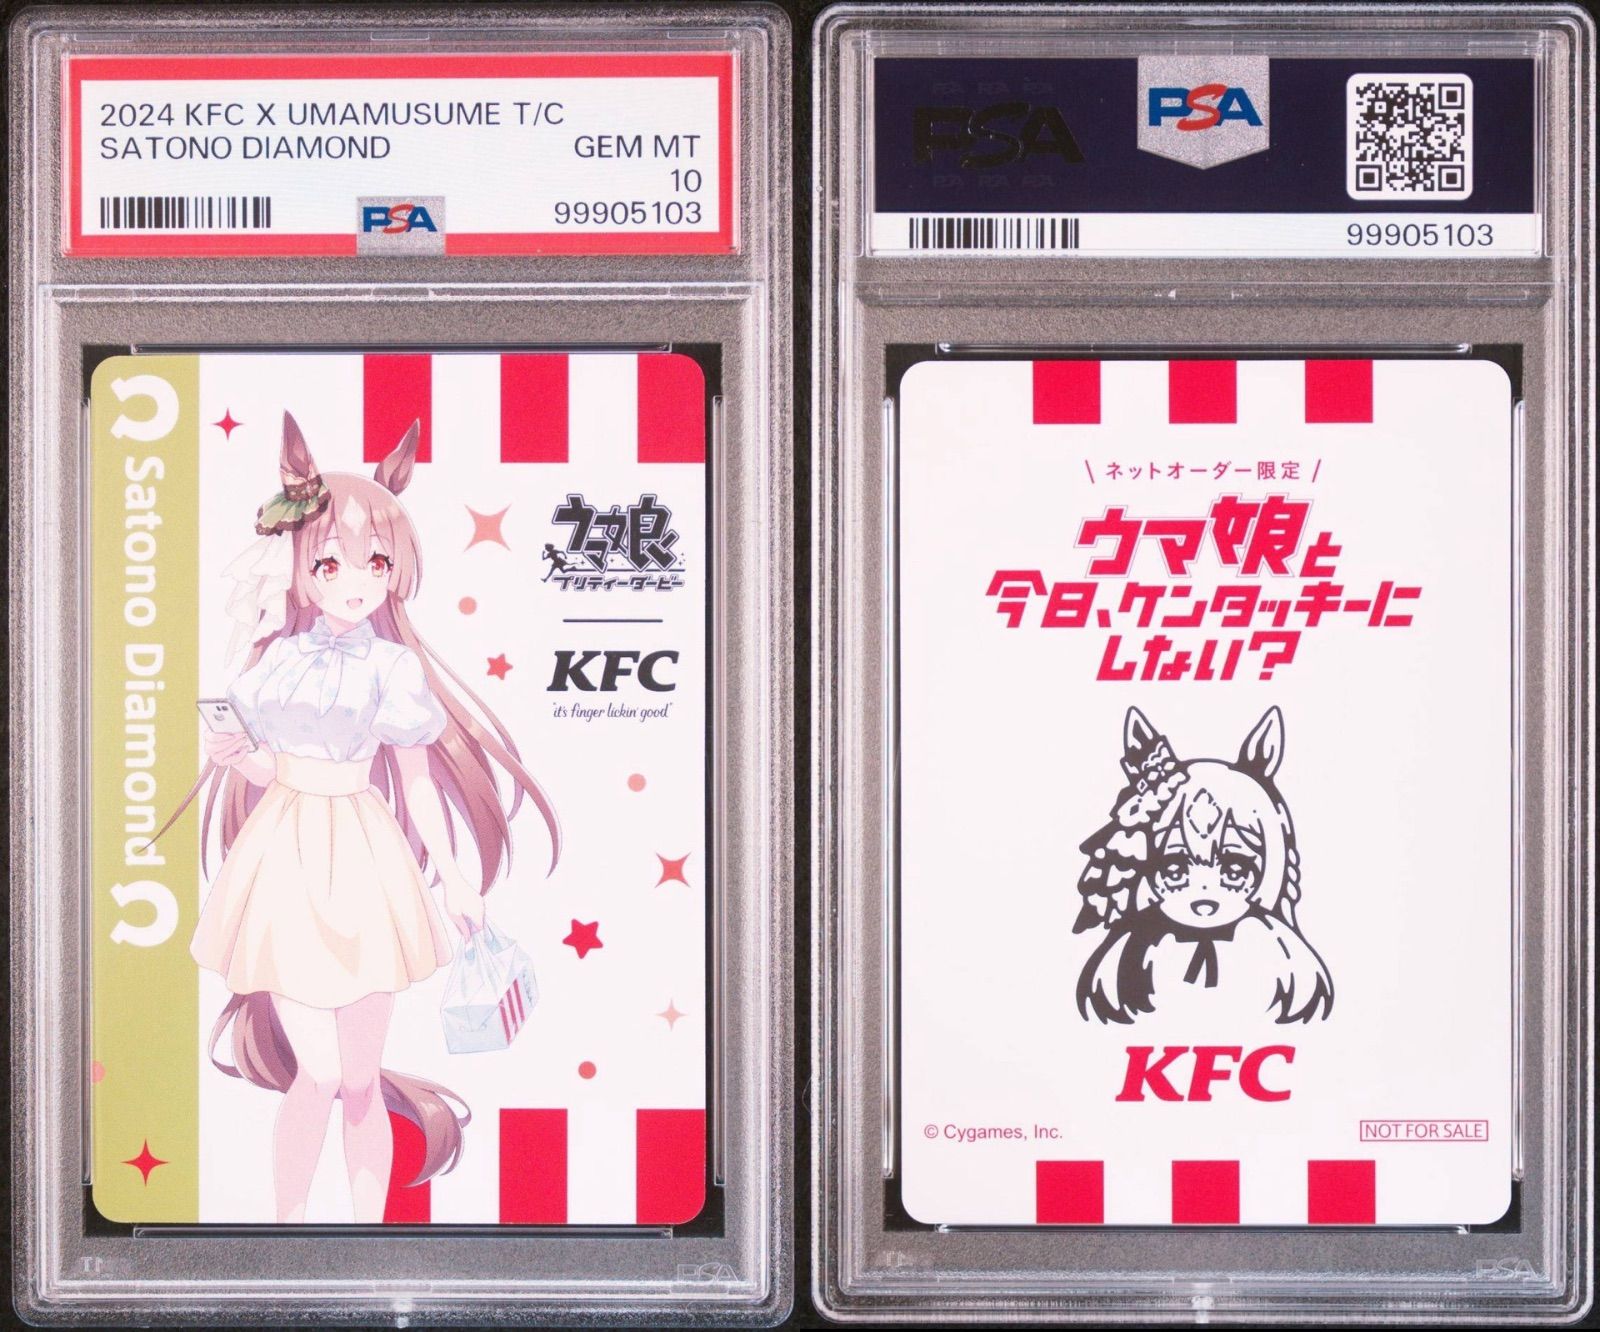 2024 KFC X UMAMUSUME T/C
SATONO DIAMOND
GEM MT
10
PSA
99905103
Satono Diamond
ウマ娘
プリティーダービー
KFC
"it's finger lickin' good"
PSA
PSA
PSA
99905103
\ ネットオーダー限定 /
ウマ娘と
今日、ケンタッキーに
しない?
KFC
© Cygames, Inc.
NOT FOR SALE
PSA